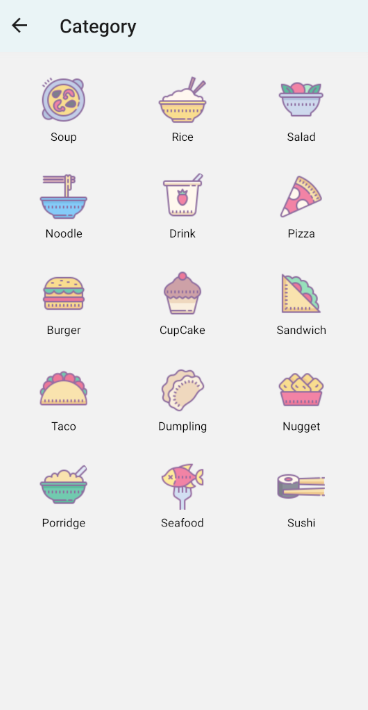 Category
Soup
Rice
Salad
Noodle
Drink
Pizza
Burger
CupCake
Sandwich
Taco
Dumpling
Nugget
Porridge
Seafood
Sushi